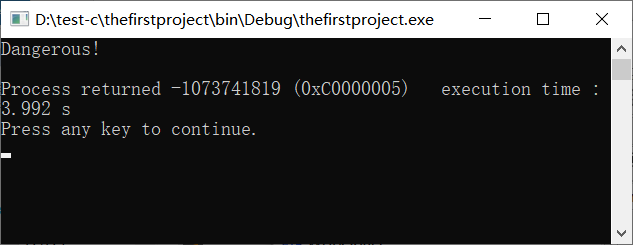 D:\test-c\thefirstproject\bin\Debug\thefirstproject.exe
Dangerous!
Process returned -1073741819 (0xC0000005)   execution time :
3.992 s
Press any key to continue.